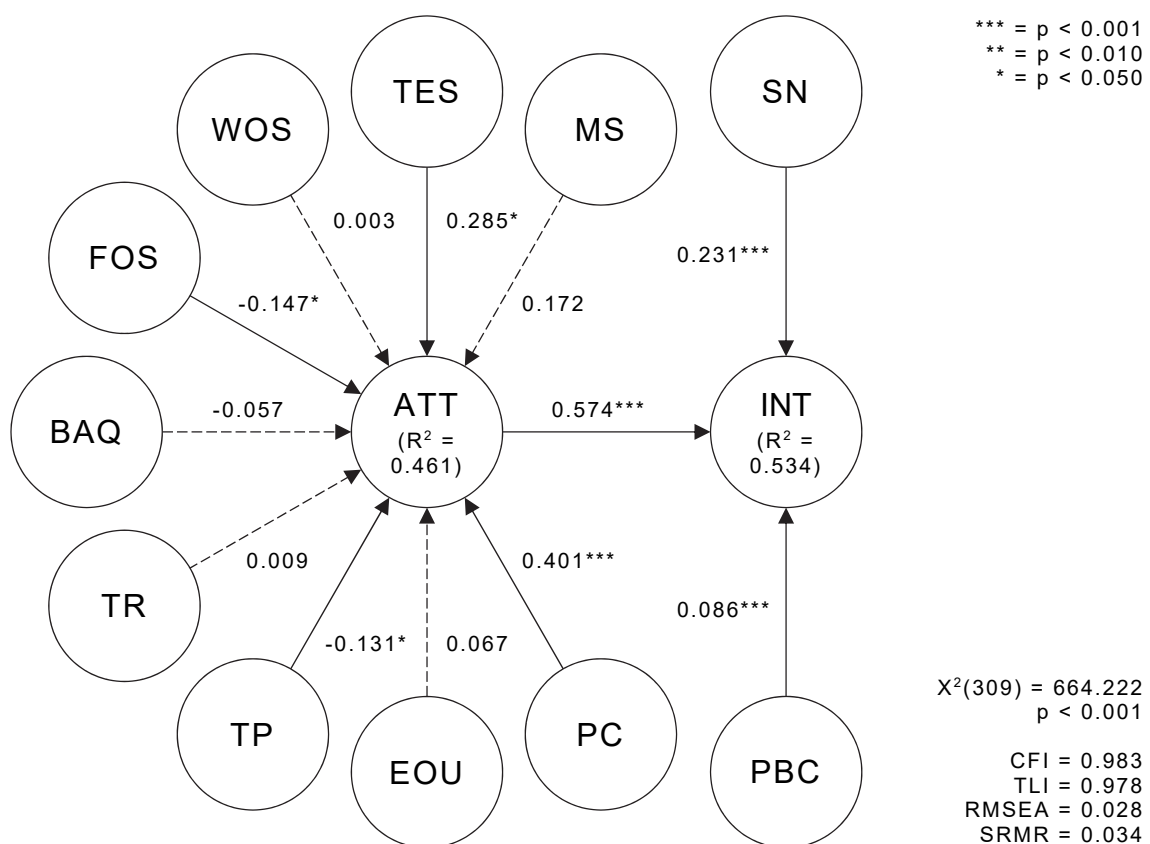 *** = p < 0.001
** = p < 0.010
* = p < 0.050
TES
SN
WOS
MS
0.003
0.285*
FOS
0.231***
-0.147*
0.172
ATT
(R² =
0.461)
INT
(R² =
0.534)
-0.057
0.574***
BAQ
0.009
0.401***
TR
0.086***
-0.131*
0.067
TP
PC
EOU
PBC
X²(309) = 664.222
p < 0.001
CFI = 0.983
TLI = 0.978
RMSEA = 0.028
SRMR = 0.034